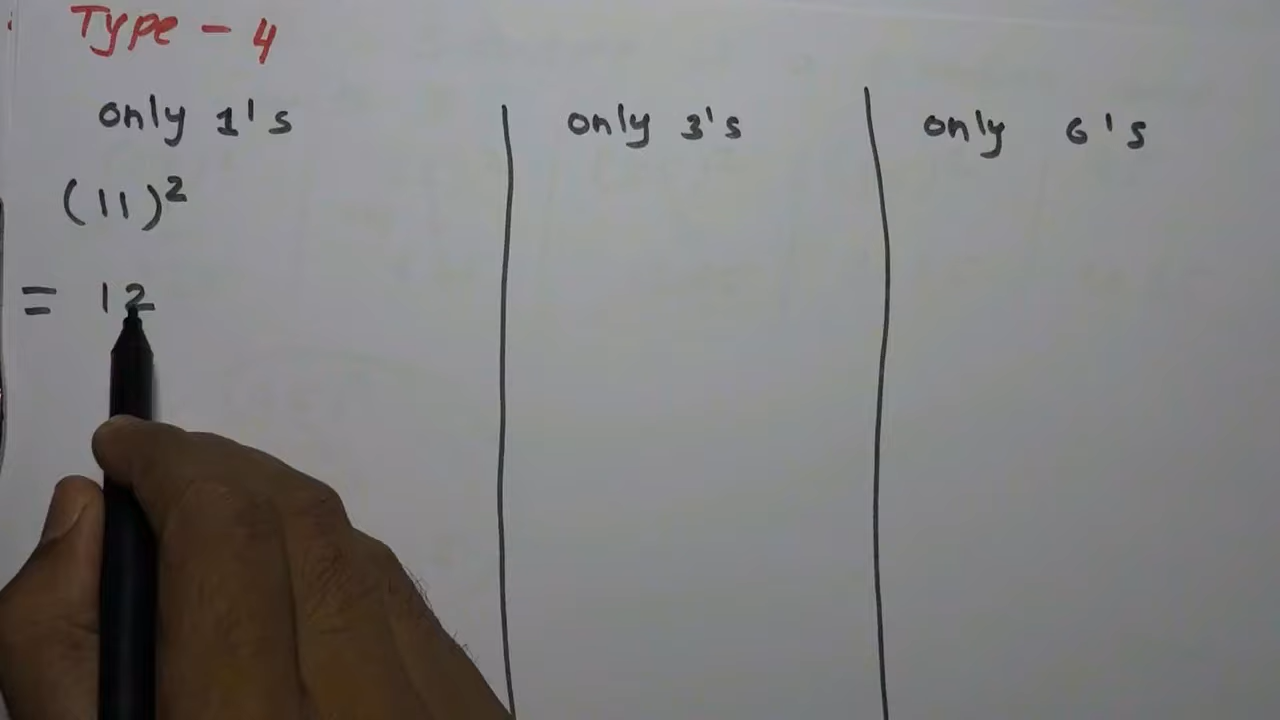 Type - 4
only 1's
only 3's
only 6's
(11)²
= 12